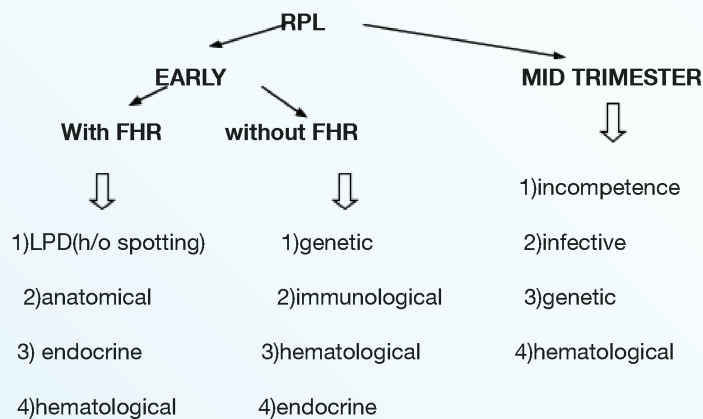 RPL
EARLY
MID TRIMESTER
With FHR
without FHR
1)LPD(h/o spotting)
2)anatomical
3) endocrine
4)hematological
1)genetic
2)immunological
3)hematological
4)endocrine
1)incompetence
2)infective
3)genetic
4)hematological